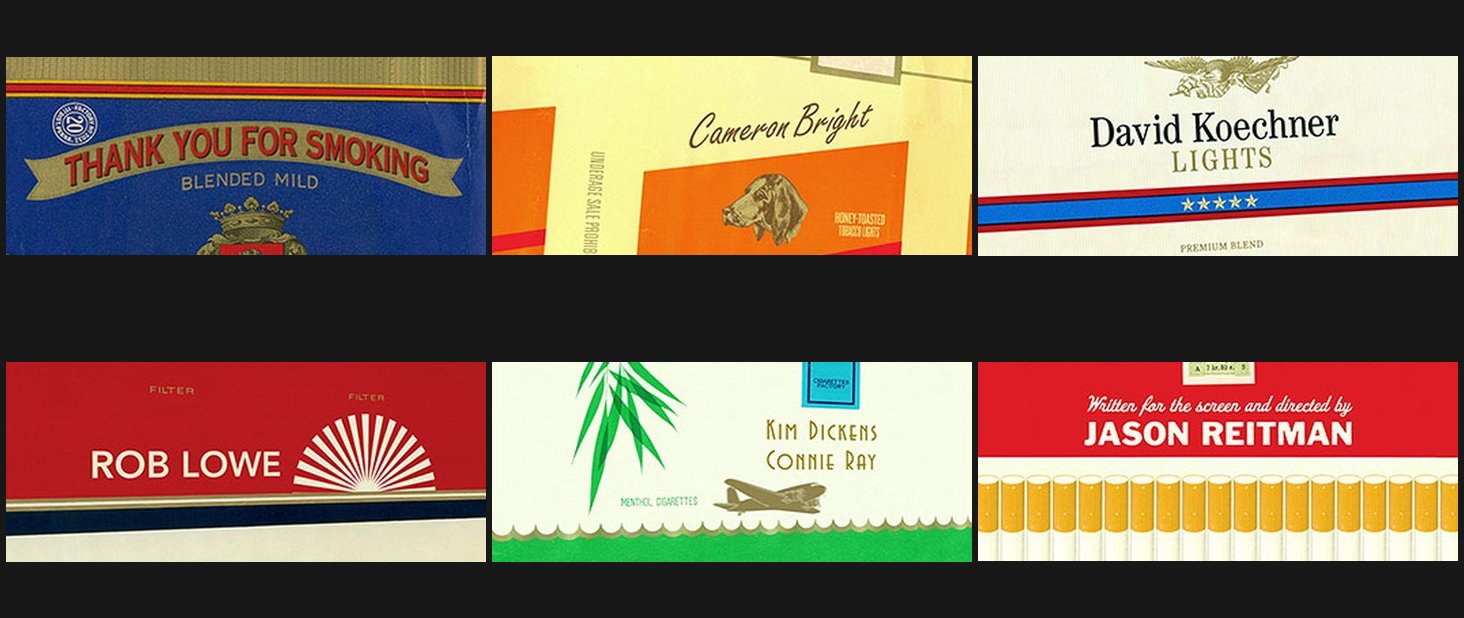 THANK YOU FOR SMOKING
BLENDED MILD
20
Cameron Bright
UNDERAGE SALE PROHIB
HONEY-TOASTED
TOBACCO LIGHTS
David Koechner
LIGHTS
PREMIUM BLEND
FILTER
FILTER
ROB LOWE
CIGARETTES
FACTORY
KIM DICKENS
CONNIE RAY
MENTHOL CIGARETTES
Written for the screen and directed by
JASON REITMAN